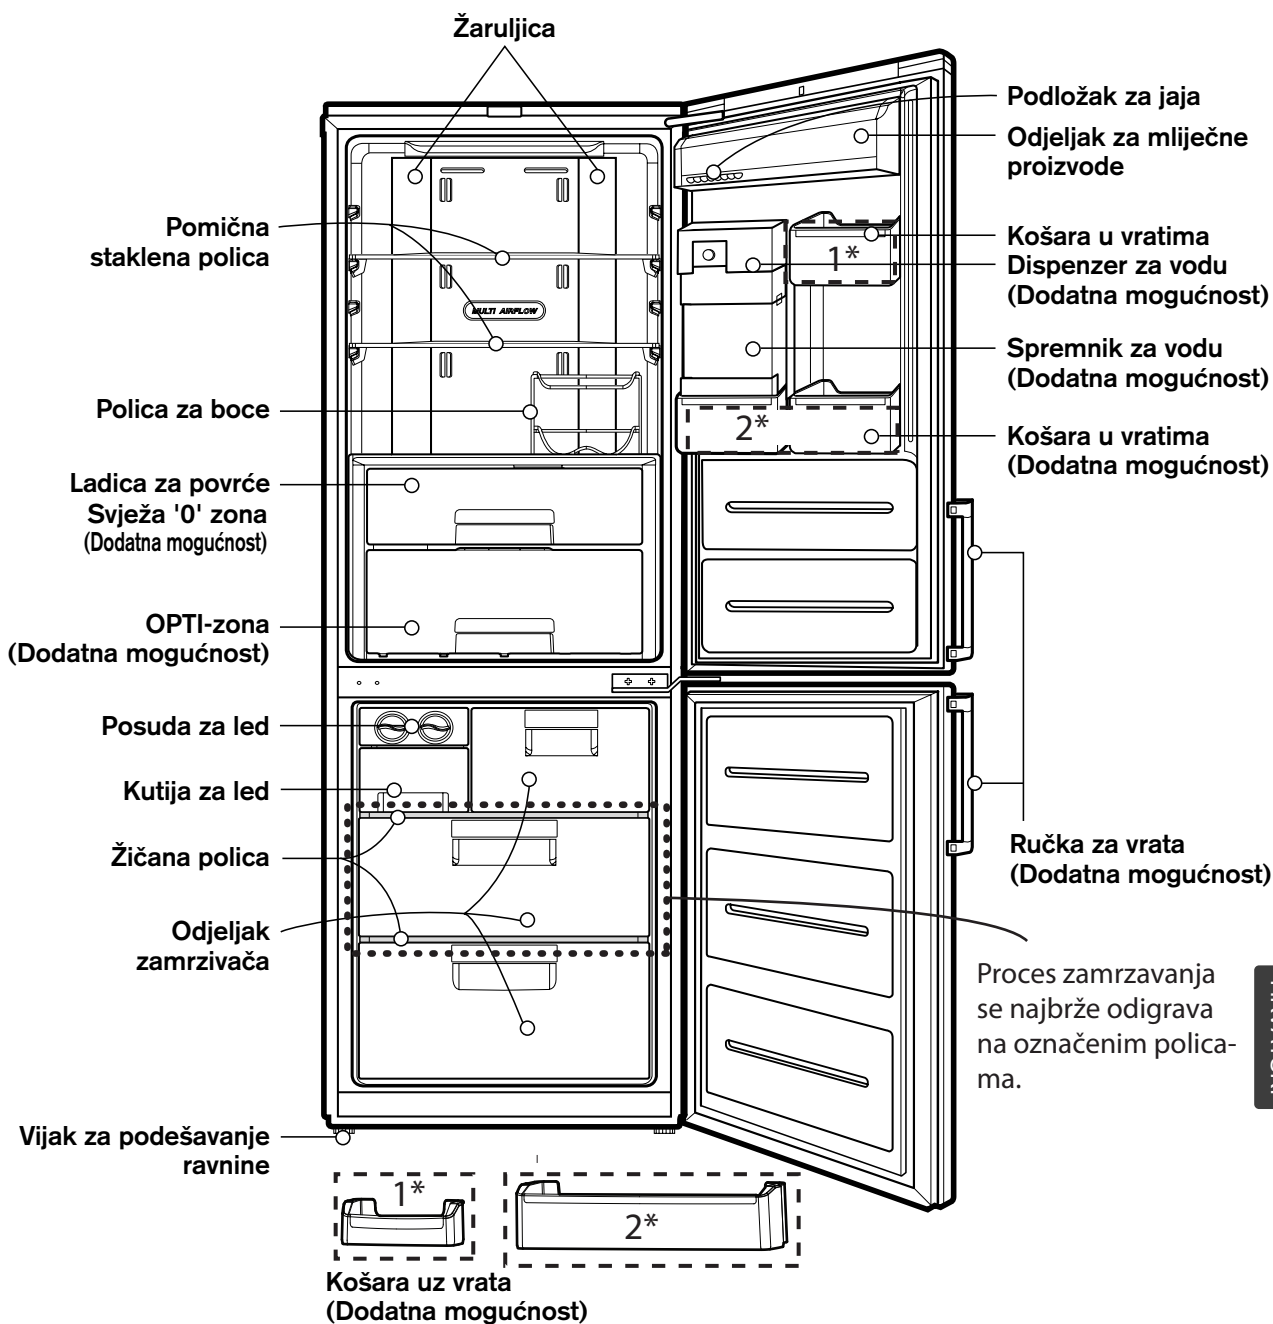 Žaruljica
Podložak za jaja
Odjeljak za mliječne
proizvode
Pomična
staklena polica
Košara u vratima
Dispenzer za vodu
(Dodatna mogućnost)
1*
MULTI AIRFLOW
Spremnik za vodu
(Dodatna mogućnost)
Polica za boce
2*
Košara u vratima
(Dodatna mogućnost)
Ladica za povrće
Svježa '0' zona
(Dodatna mogućnost)
OPTI-zona
(Dodatna mogućnost)
Posuda za led
Kutija za led
Žičana polica
Ručka za vrata
(Dodatna mogućnost)
Odjeljak
zamrzivača
Proces zamrzavanja
se najbrže odigrava
na označenim polica-
ma.
Vijak za podešavanje
ravnine
1*
2*
Košara uz vrata
(Dodatna mogućnost)